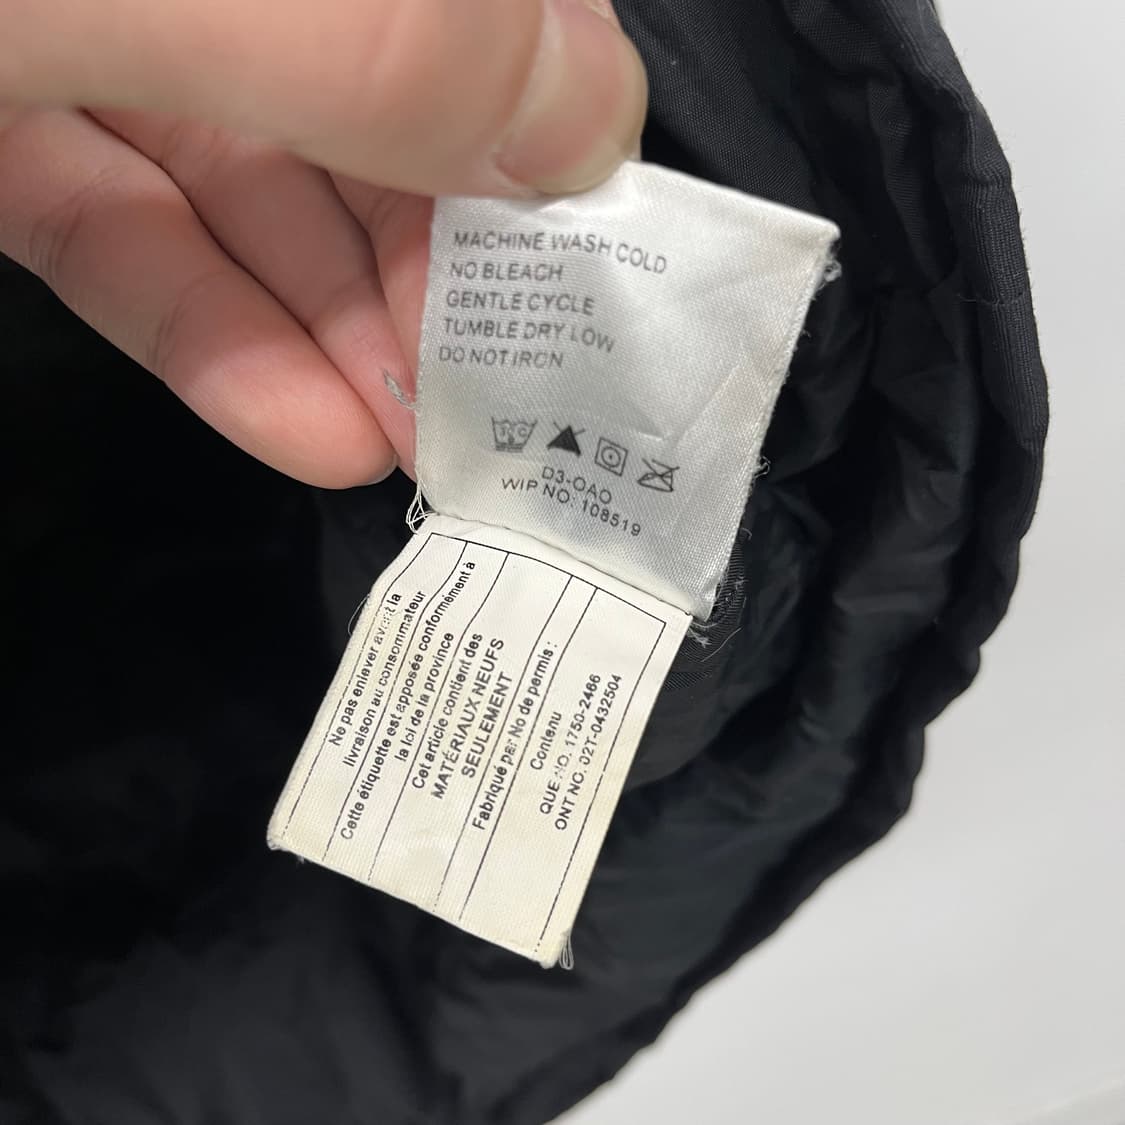 MACHINE WASH COLD
NO BLEACH
GENTLE CYCLE
TUMBLE DRY LOW
DO NOT IRON
D3-OAO
WIP NO: 108519
Ne pas enlever avant la
livraison au consommateur
Cette étiquette est apposée conformément à
la loi de la province
Cet article contient des
MATÉRIAUX NEUFS
SEULEMENT
Fabriqué par: No de permis :
Contenu
QUE NO. 1750-2466
ONT NO. 02T-0432504